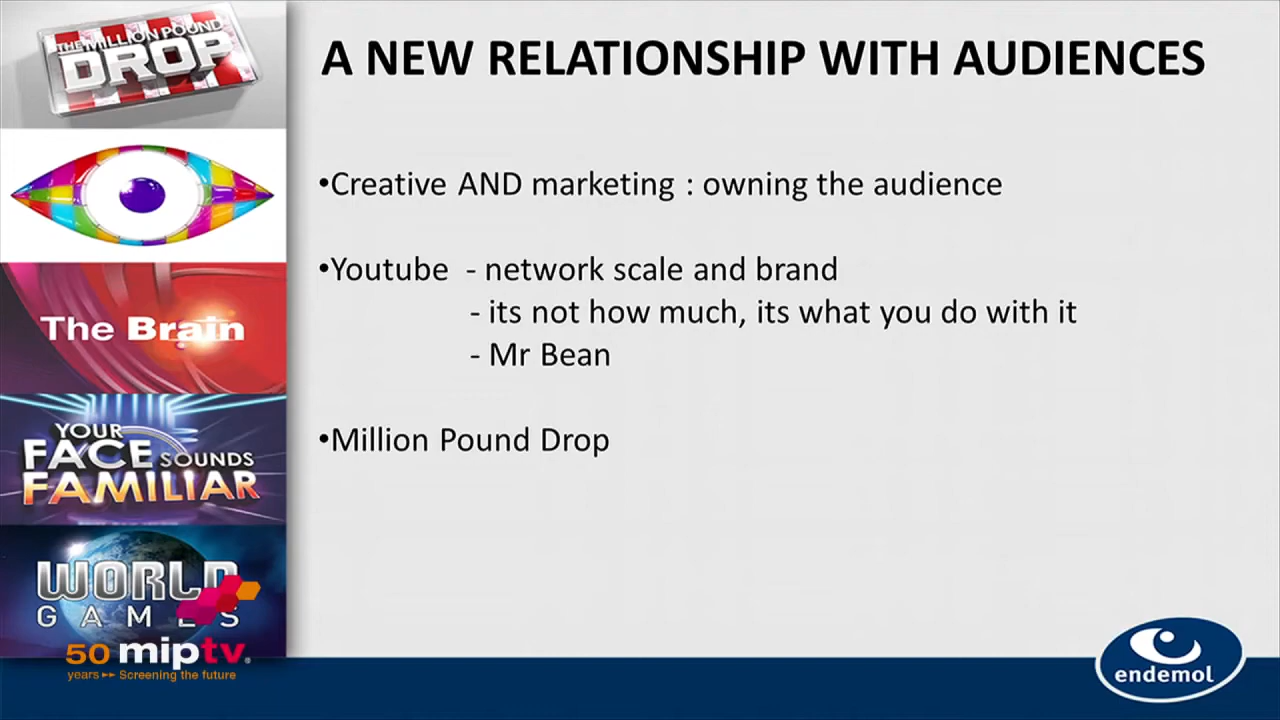 THE MILLION POUND
DROP
The Brain
YOUR
FACE SOUNDS
FAMILIAR
WORLD
GAMES
50 miptv®
years ►► Screening the future
A NEW RELATIONSHIP WITH AUDIENCES
•Creative AND marketing : owning the audience
•Youtube - network scale and brand
- its not how much, its what you do with it
- Mr Bean
•Million Pound Drop
endemol